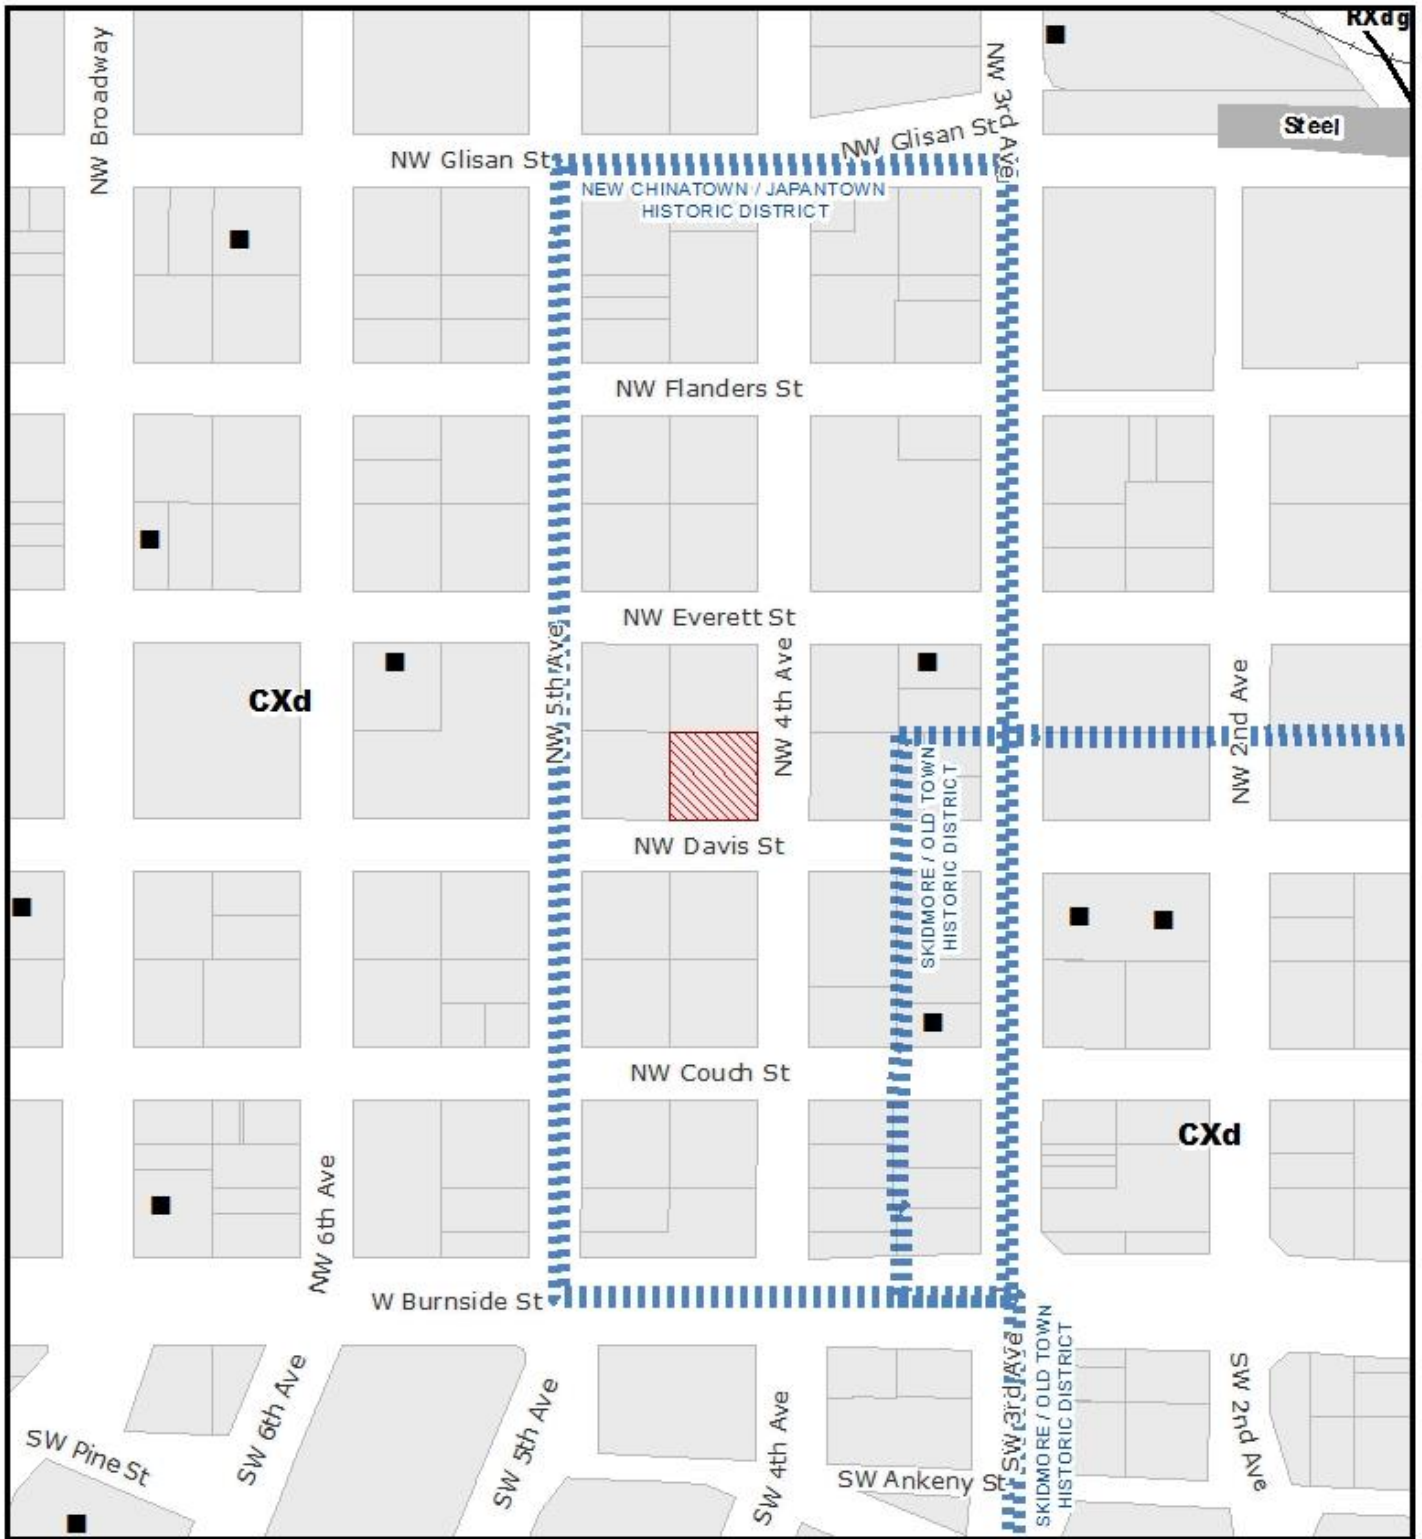 RXdg
NW Broadway
NW 3rd Ave
Steel
NW Glisan St
NW Glisan St
NEW CHINATOWN / JAPANTOWN
HISTORIC DISTRICT
NW Flanders St
NW Everett St
NW 5th Ave
NW 4th Ave
NW 2nd Ave
CXd
SKIDMORE / OLD TOWN
HISTORIC DISTRICT
NW Davis St
NW Couch St
CXd
NW 6th Ave
W Burnside St
SW 3rd Ave
SKIDMORE / OLD TOWN
HISTORIC DISTRICT
SW 6th Ave
SW 5th Ave
SW 4th Ave
SW 2nd Ave
SW Pine St
SW Ankeny St